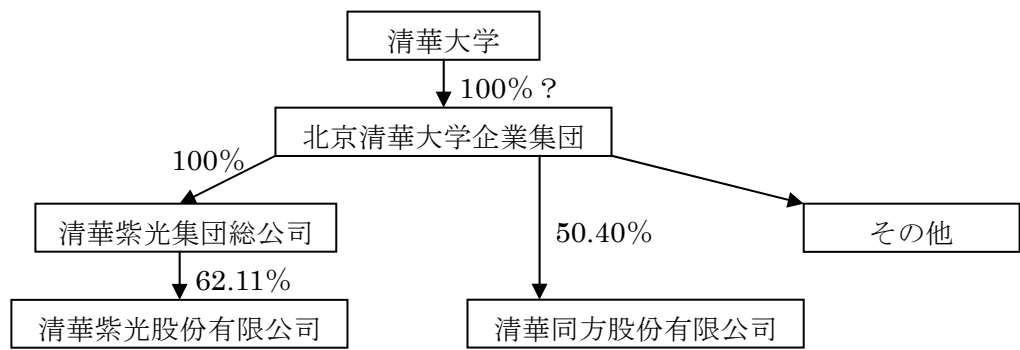 清華大学
100%？
北京清華大学企業集団
100%
清華紫光集団総公司
50.40%
その他
62.11%
清華紫光股份有限公司
清華同方股份有限公司